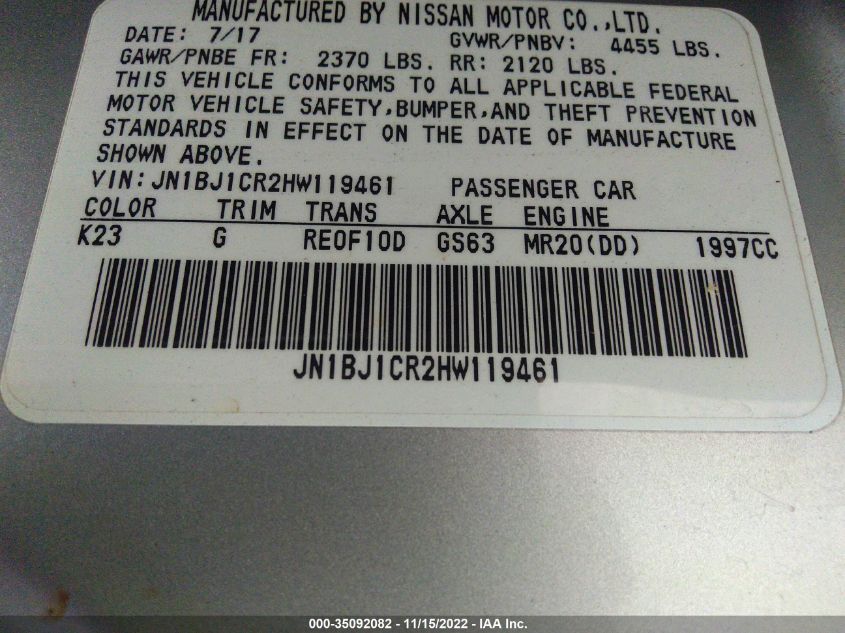 MANUFACTURED BY NISSAN MOTOR CO.,LTD.
DATE: 7/17 GVWR/PNBV: 4455 LBS.
GAWR/PNBE FR: 2370 LBS. RR: 2120 LBS.
THIS VEHICLE CONFORMS TO ALL APPLICABLE FEDERAL
MOTOR VEHICLE SAFETY,BUMPER,AND THEFT PREVENTION
STANDARDS IN EFFECT ON THE DATE OF MANUFACTURE
SHOWN ABOVE.
VIN:JN1BJ1CR2HW119461 PASSENGER CAR
COLOR TRIM TRANS AXLE ENGINE
K23 G RE0F10D GS63 MR20(DD) 1997CC
JN1BJ1CR2HW119461
000-35092082 - 11/15/2022 - IAA Inc.